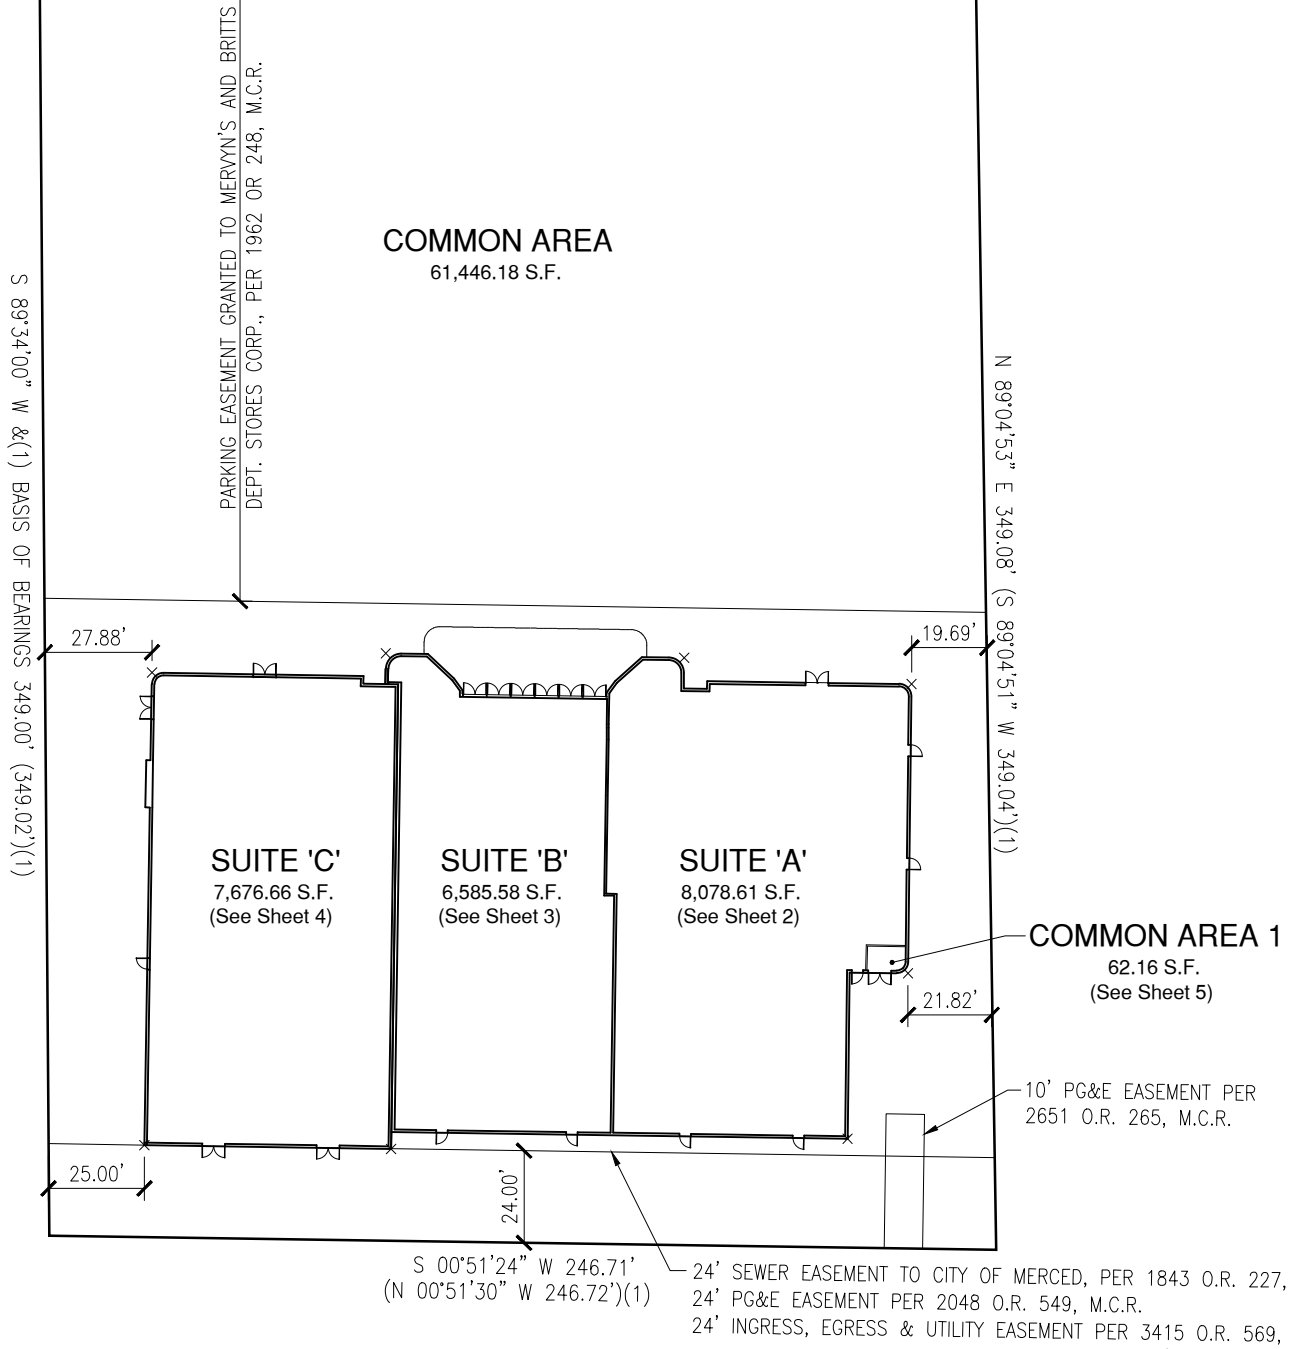 PARKING EASEMENT GRANTED TO MERVYN'S AND BRITTS
DEPT. STORES CORP., PER 1962 OR 248, M.C.R.
COMMON AREA
61,446.18 S.F.
S 89°34'00" W &(1) BASIS OF BEARINGS 349.00' (349.02')(1)
N 89°04'53" E 349.08' (S 89°04'51" W 349.04')(1)
27.88'
19.69'
SUITE 'C'
7,676.66 S.F.
(See Sheet 4)
SUITE 'B'
6,585.58 S.F.
(See Sheet 3)
SUITE 'A'
8,078.61 S.F.
(See Sheet 2)
COMMON AREA 1
62.16 S.F.
(See Sheet 5)
21.82'
10' PG&E EASEMENT PER
2651 O.R. 265, M.C.R.
25.00'
24.00'
S 00°51'24" W 246.71'
(N 00°51'30" W 246.72')(1)
24' SEWER EASEMENT TO CITY OF MERCED, PER 1843 O.R. 227,
24' PG&E EASEMENT PER 2048 O.R. 549, M.C.R.
24' INGRESS, EGRESS & UTILITY EASEMENT PER 3415 O.R. 569,